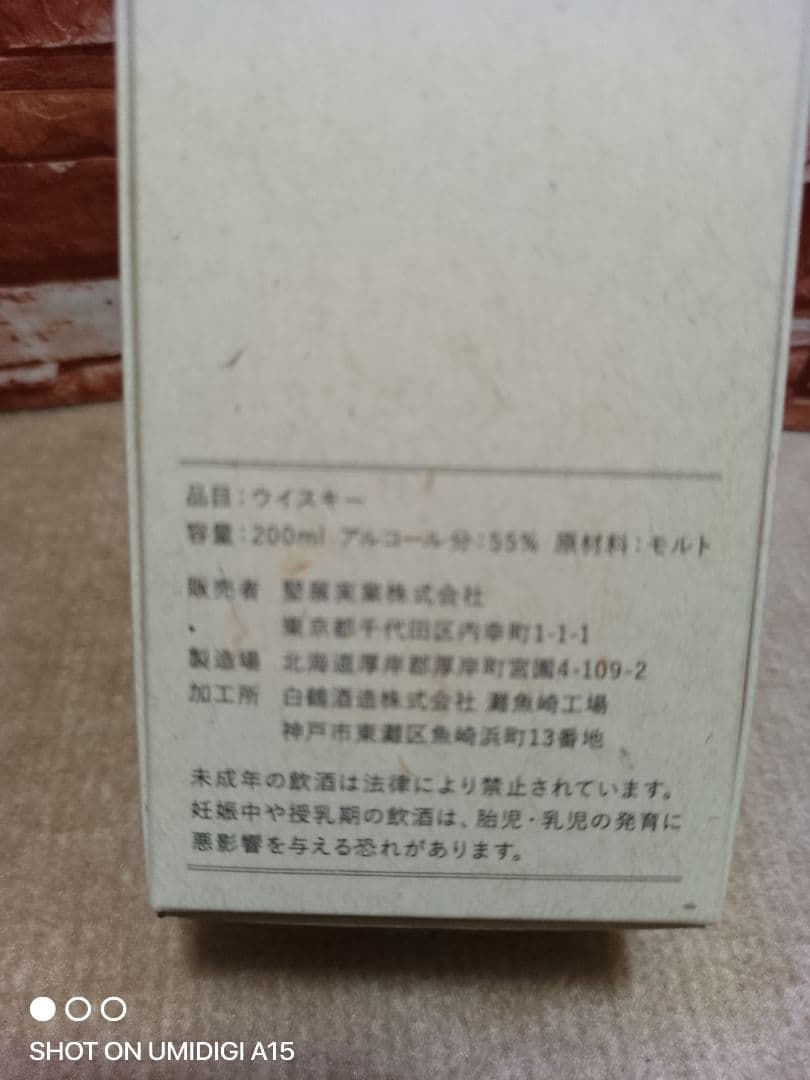 品目：ウイスキー
容量：200ml アルコール分：55% 原材料：モルト
販売者 堅展実業株式会社
東京都千代田区内幸町1-1-1
製造場 北海道厚岸郡厚岸町宮園4-109-2
加工所 白鶴酒造株式会社 灘魚崎工場
神戸市東灘区魚崎浜町13番地
未成年の飲酒は法律により禁止されています。
妊娠中や授乳期の飲酒は、胎児・乳児の発育に
悪影響を与える恐れがあります。
SHOT ON UMIDIGI A15